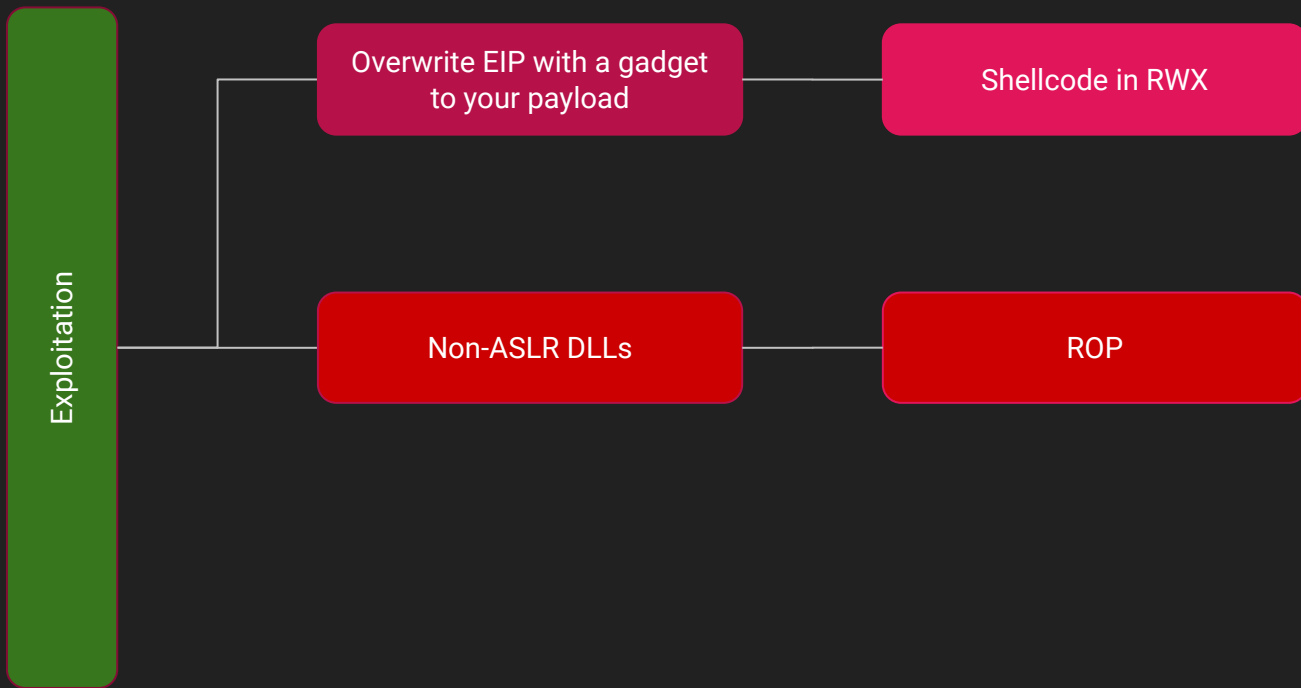 Overwrite EIP with a gadget
to your payload
Shellcode in RWX
Exploitation
Non-ASLR DLLs
ROP